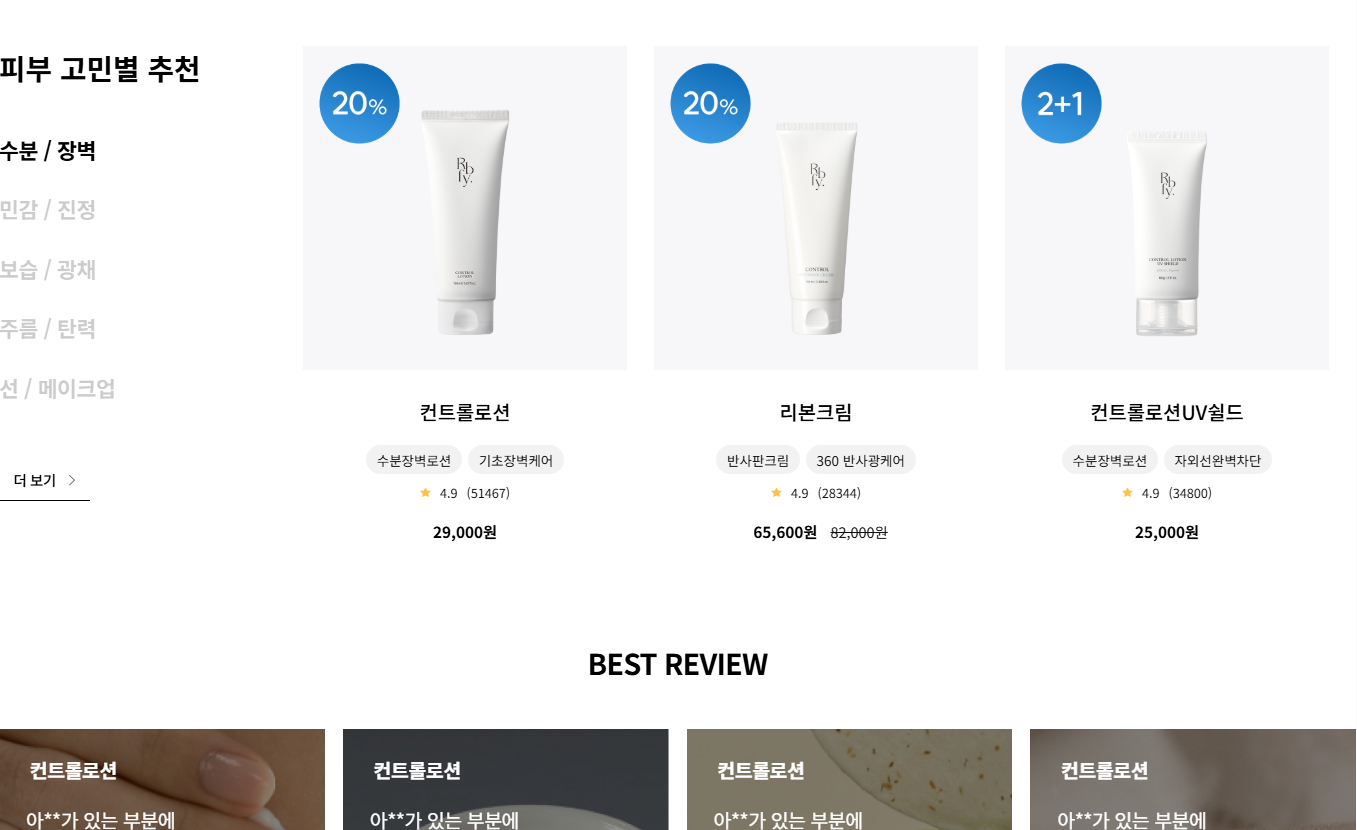 피부 고민별 추천
수분 / 장벽
민감 / 진정
보습 / 광채
주름 / 탄력
선 / 메이크업
더 보기
20%
Rb
fy.
CONTROL
LOTION
컨트롤로션
수분장벽로션 기초장벽케어
4.9 (51467)
29,000원
20%
Rb
fy.
CONTROL
리본크림
반사판크림 360 반사광케어
4.9 (28344)
65,600원 82,000원
2+1
Rb
fy.
CONTROL LOTION
UV SHIELD
컨트롤로션UV쉴드
수분장벽로션 자외선완벽차단
4.9 (34800)
25,000원
BEST REVIEW
컨트롤로션
아**가 있는 부분에
컨트롤로션
아**가 있는 부분에
컨트롤로션
아**가 있는 부분에
컨트롤로션
아**가 있는 부분에